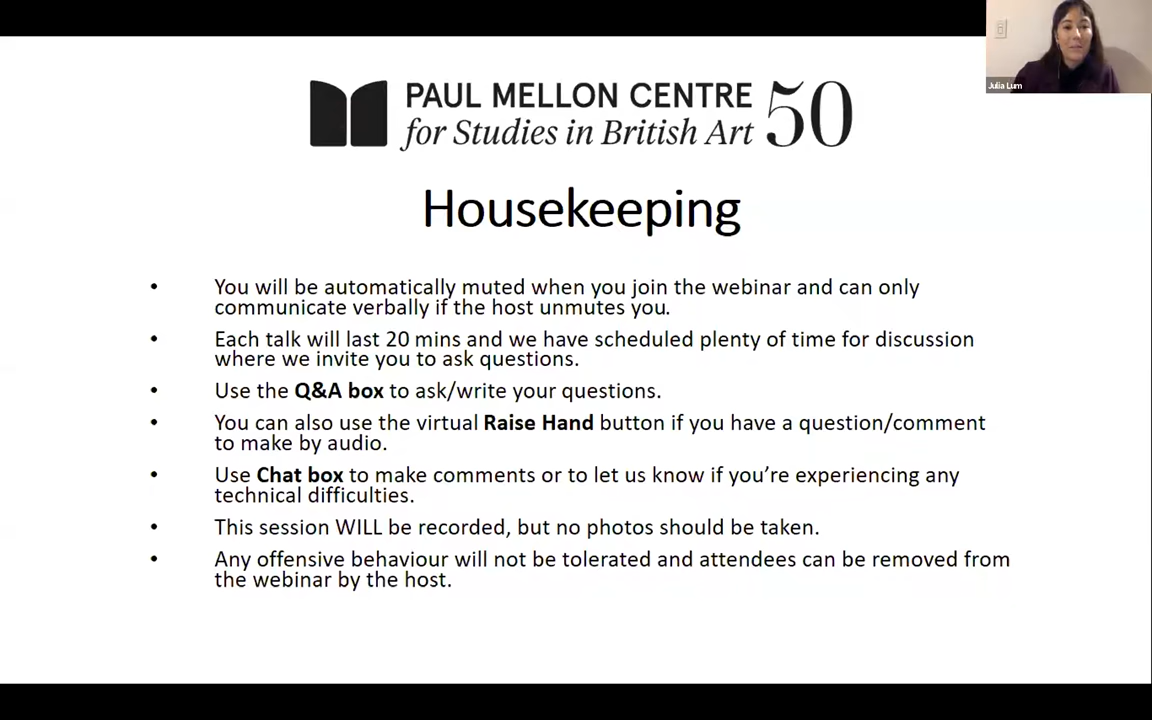 PAUL MELLON CENTRE
for Studies in British Art
50
Julia Lum
Housekeeping
• You will be automatically muted when you join the webinar and can only
communicate verbally if the host unmutes you.
• Each talk will last 20 mins and we have scheduled plenty of time for discussion
where we invite you to ask questions.
• Use the Q&A box to ask/write your questions.
• You can also use the virtual Raise Hand button if you have a question/comment
to make by audio.
• Use Chat box to make comments or to let us know if you’re experiencing any
technical difficulties.
• This session WILL be recorded, but no photos should be taken.
• Any offensive behaviour will not be tolerated and attendees can be removed from
the webinar by the host.